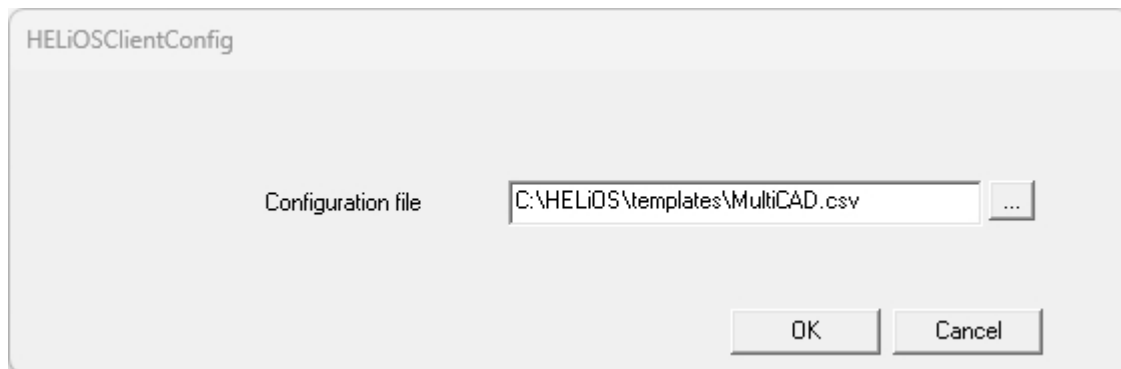 HELiOSClientConfig
Configuration file C:\HELiOS\templates\MultiCAD.csv ...
OK Cancel